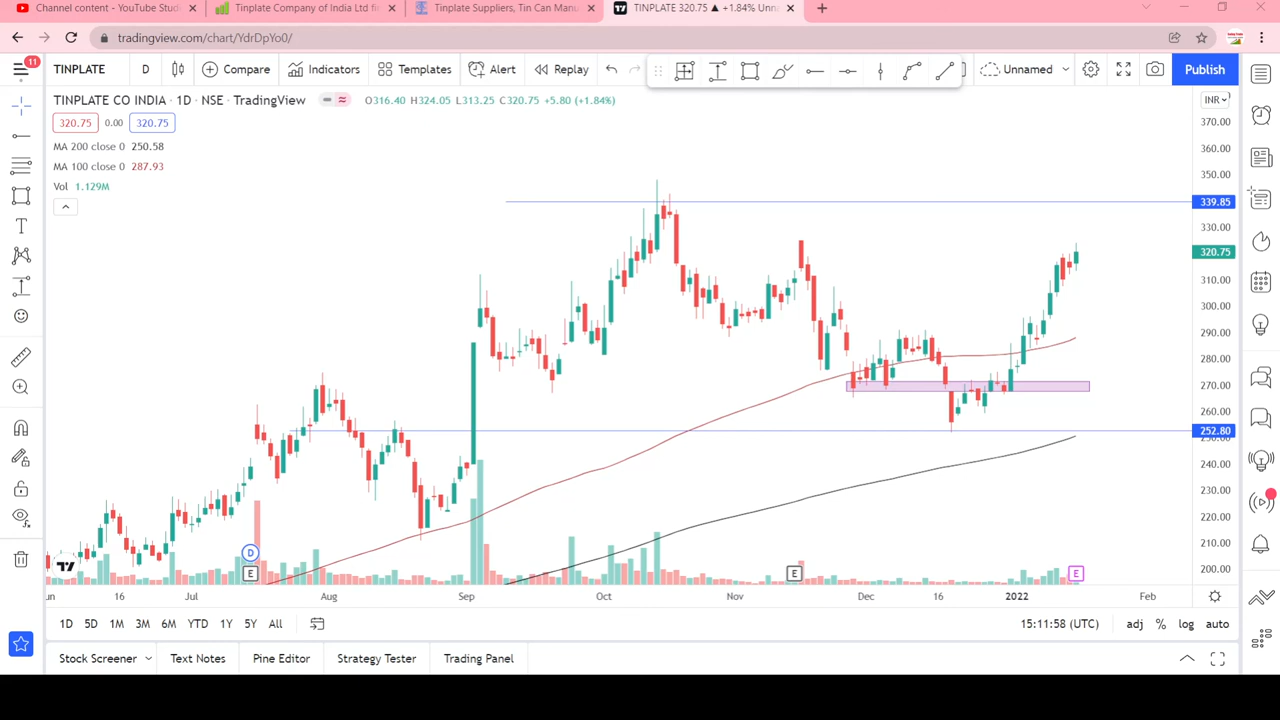 Channel content - YouTube Stud
Tinplate Company of India Ltd fi
Tinplate Suppliers, Tin Can Manu
TINPLATE 320.75 ▲ +1.84% Unna
tradingview.com/chart/YdrDpYo0/
11
TINPLATE D Compare Indicators Templates Alert Replay Unnamed Publish
TINPLATE CO INDIA · 1D · NSE · TradingView O316.40 H324.05 L313.25 C320.75 +5.80 (+1.84%)
INR
320.75 0.00 320.75
MA 200 close 0 250.58
MA 100 close 0 287.93
Vol 1.129M
370.00
360.00
350.00
339.85
330.00
320.75
310.00
300.00
290.00
280.00
270.00
260.00
252.80
250.00
240.00
230.00
220.00
210.00
200.00
D
E E E
un 16 Jul Aug Sep Oct Nov Dec 16 2022 Feb
1D 5D 1M 3M 6M YTD 1Y 5Y All 15:11:58 (UTC) adj % log auto
Stock Screener Text Notes Pine Editor Strategy Tester Trading Panel